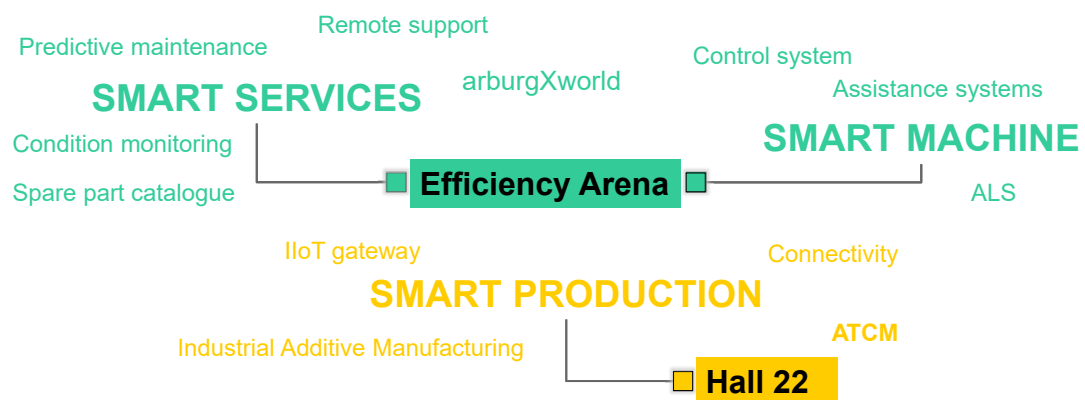 Remote support
Predictive maintenance
Control system
arburgXworld
SMART SERVICES
Assistance systems
SMART MACHINE
Condition monitoring
Efficiency Arena
Spare part catalogue
ALS
IIoT gateway
Connectivity
SMART PRODUCTION
ATCM
Industrial Additive Manufacturing
Hall 22